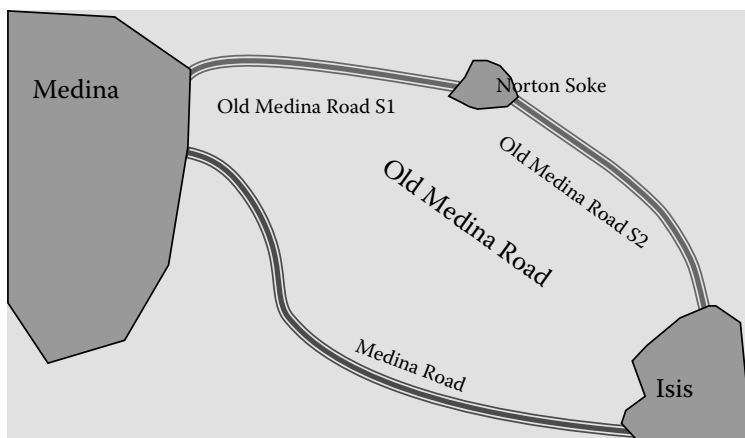 Medina
Norton Soke
Old Medina Road S1
Old Medina Road S2
Old Medina Road
Medina Road
Isis